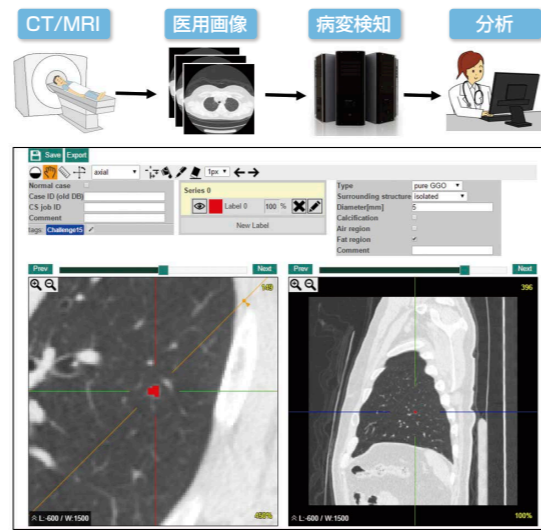 CT/MRI
医用画像
病変検知
分析
Save Export
axial
1px
Normal case
Case ID (old DB)
CS job ID
Comment
tags Challenge15
Series 0
Label 0 100 %
New Label
Type pure GGO
Surrounding structure isolated
Diameter[mm] 5
Calcification
Air region
Fat region
Comment
Prev Next
149
L:-600 / W:1500
Prev Next
396
L:-600 / W:1500
100%